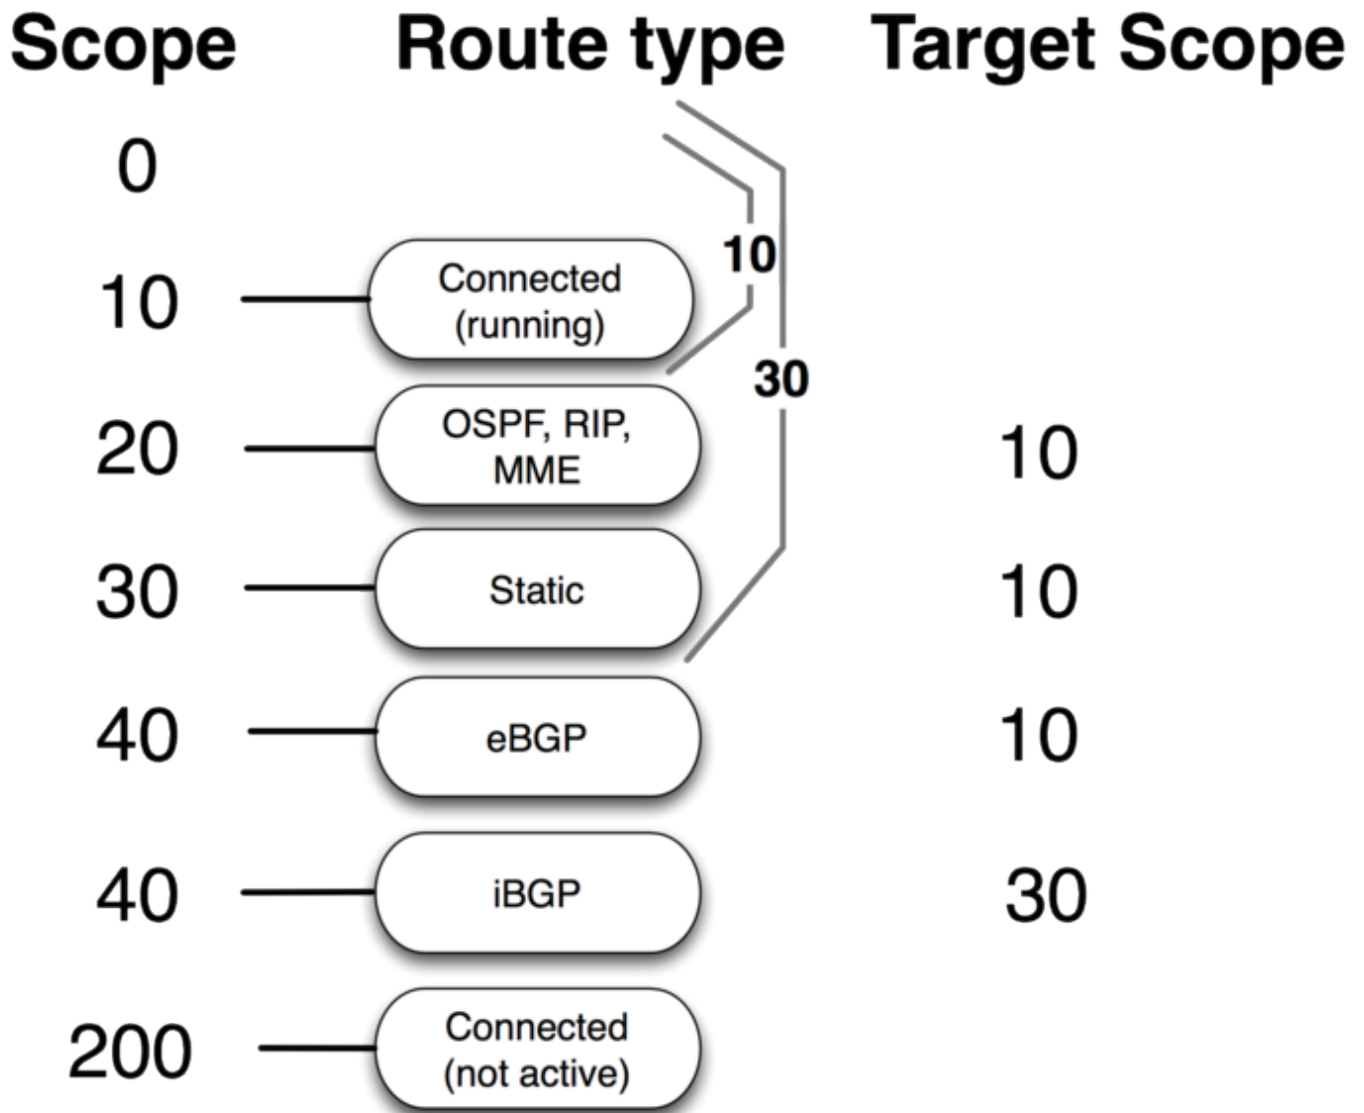 Scope Route type Target Scope
0
10 Connected
(running)
10
30
20 OSPF, RIP,
MME
10
30 Static 10
40 eBGP 10
40 iBGP 30
200 Connected
(not active)